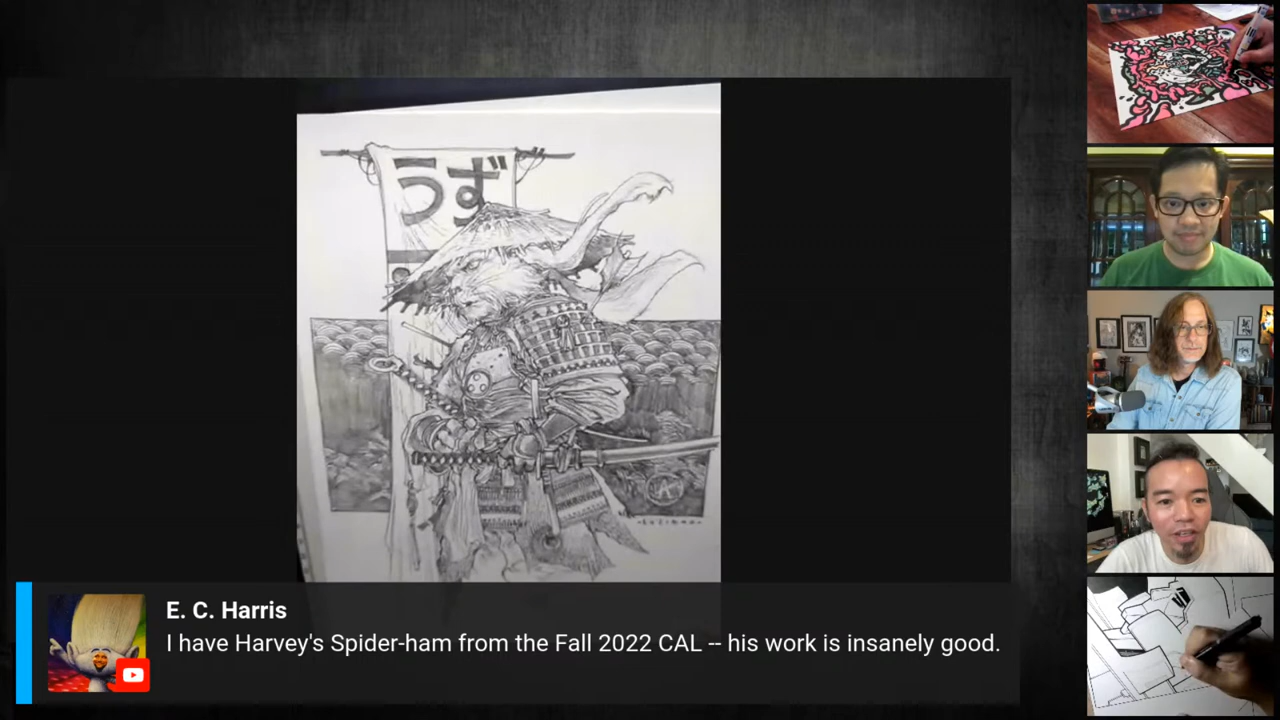 うず
E. C. Harris
I have Harvey's Spider-ham from the Fall 2022 CAL -- his work is insanely good.